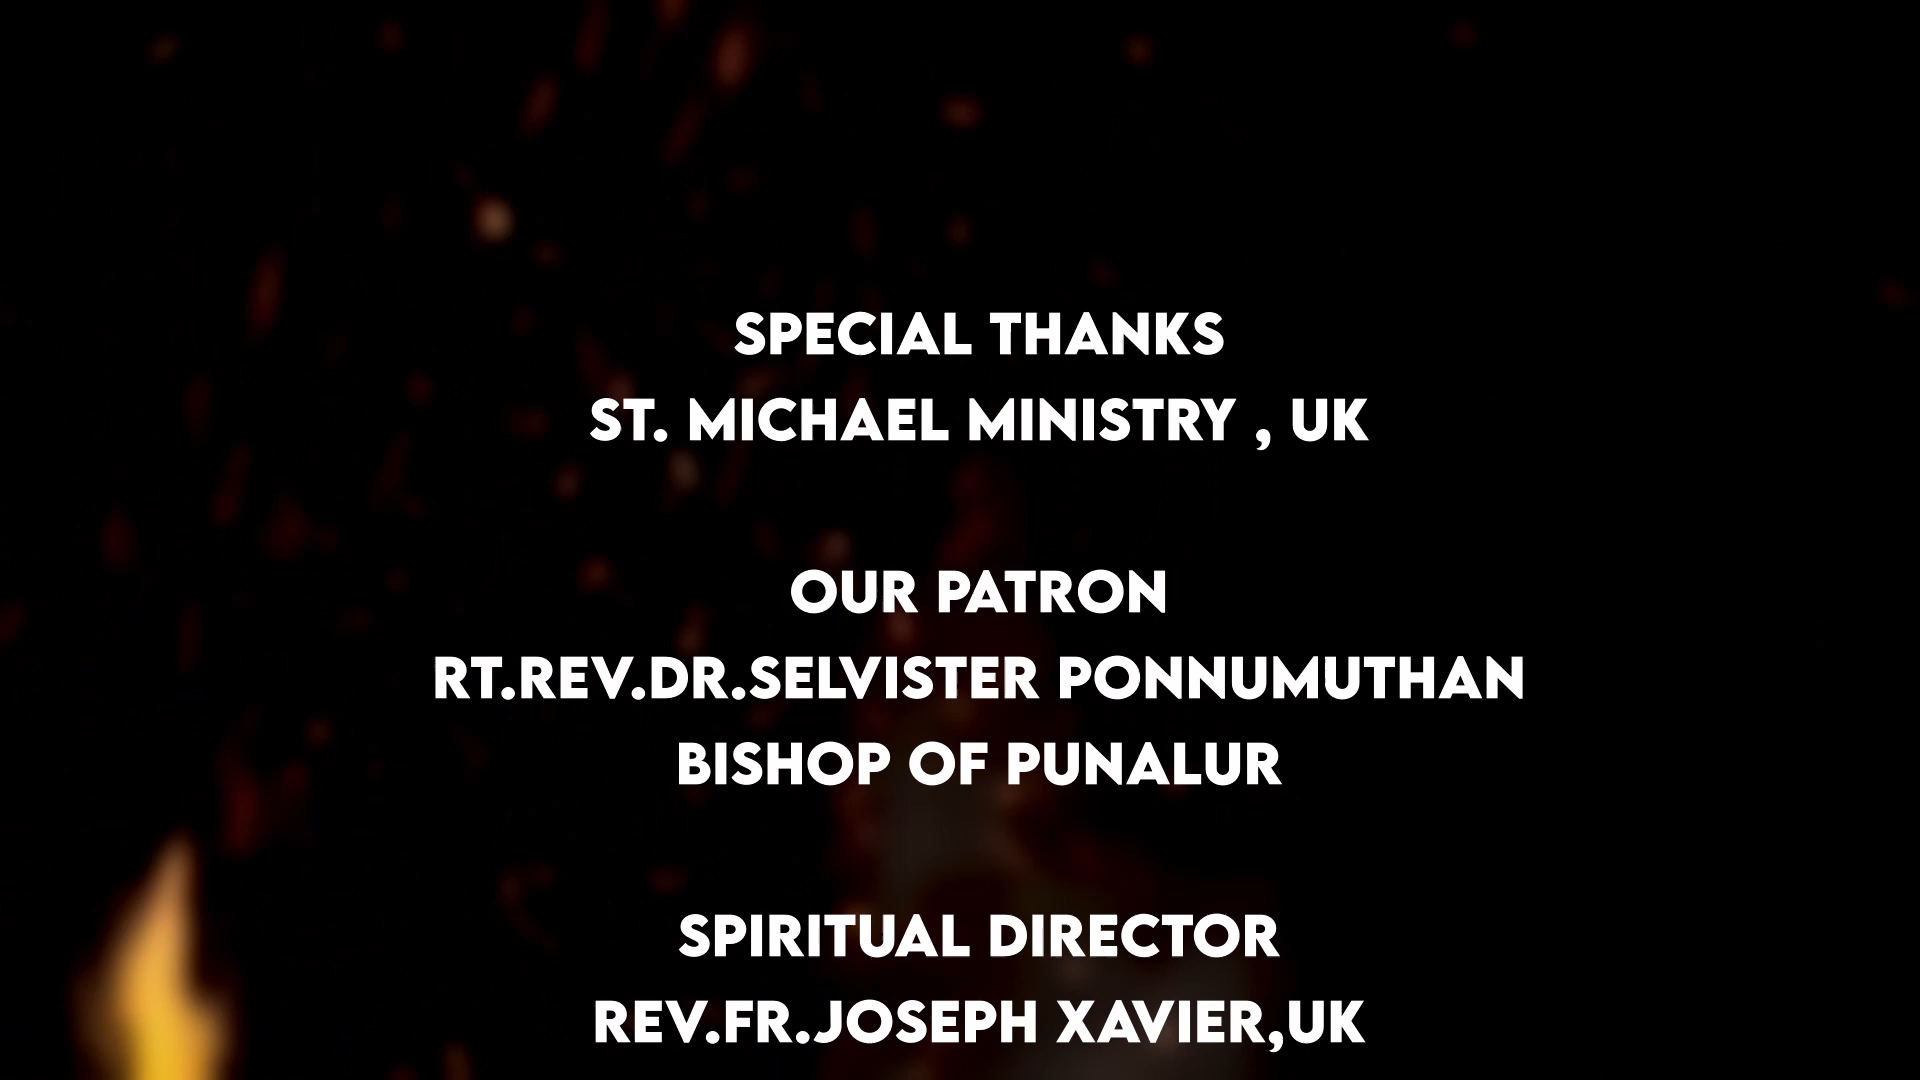 SPECIAL THANKS
ST. MICHAEL MINISTRY , UK
OUR PATRON
RT.REV.DR.SELVISTER PONNUMUTHAN
BISHOP OF PUNALUR
SPIRITUAL DIRECTOR
REV.FR.JOSEPH XAVIER,UK